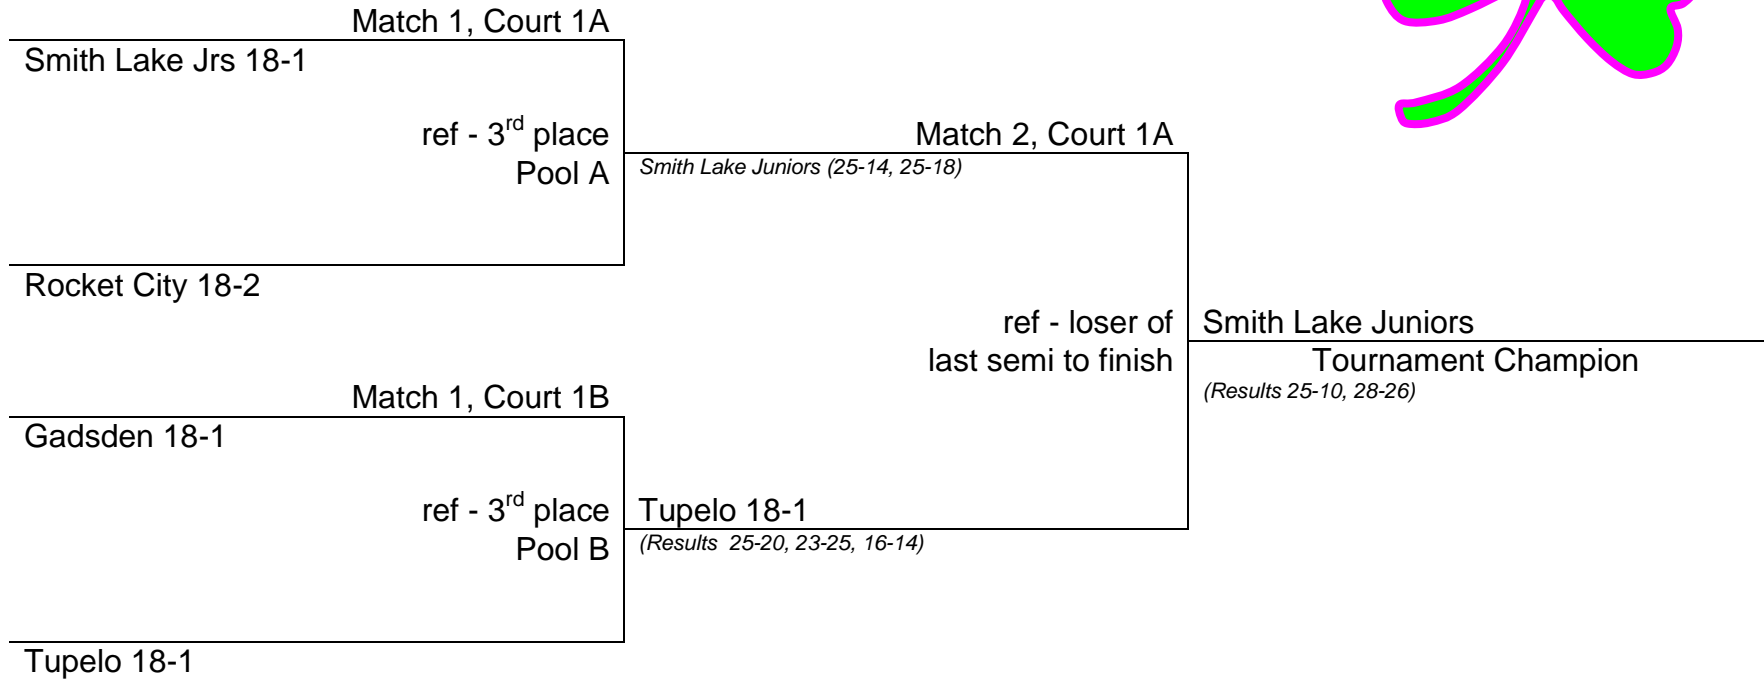 Match 1, Court 1A
Smith Lake Jrs 18-1
ref - 3rd place
Pool A
Match 2, Court 1A
Smith Lake Juniors (25-14, 25-18)
Rocket City 18-2
ref - loser of
last semi to finish
Smith Lake Juniors
Tournament Champion
(Results 25-10, 28-26)
Match 1, Court 1B
Gadsden 18-1
ref - 3rd place
Pool B
Tupelo 18-1
(Results  25-20, 23-25, 16-14)
Tupelo 18-1